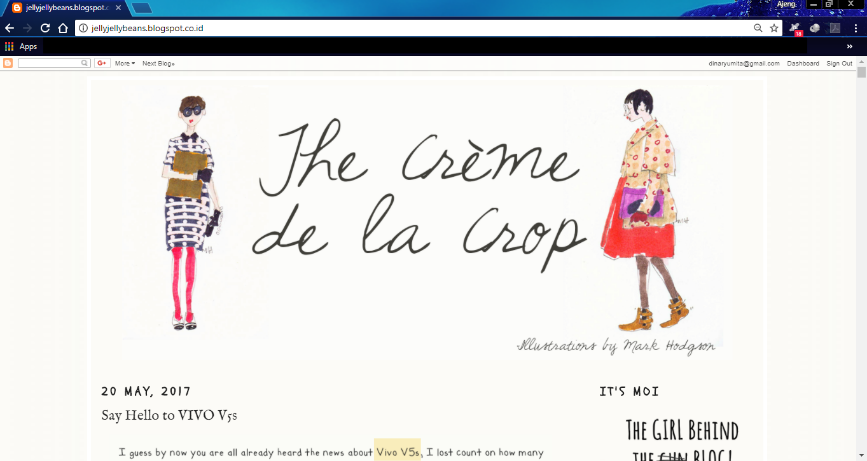 jellyjellybeans.blogspot.c
Ajeng
jellyjellybeans.blogspot.co.id
18
Apps
»
G+ More Next Blog» dinaryumita@gmail.com Dashboard Sign Out
The Crème
de la Crop
Illustrations by Mark Hodgson
20 MAY, 2017
Say Hello to VIVO V5s
I guess by now you are all already heard the news about Vivo V5s, I lost count on how many
IT'S MOI
THE GIRL BEHIND
THE FUN BLOG!